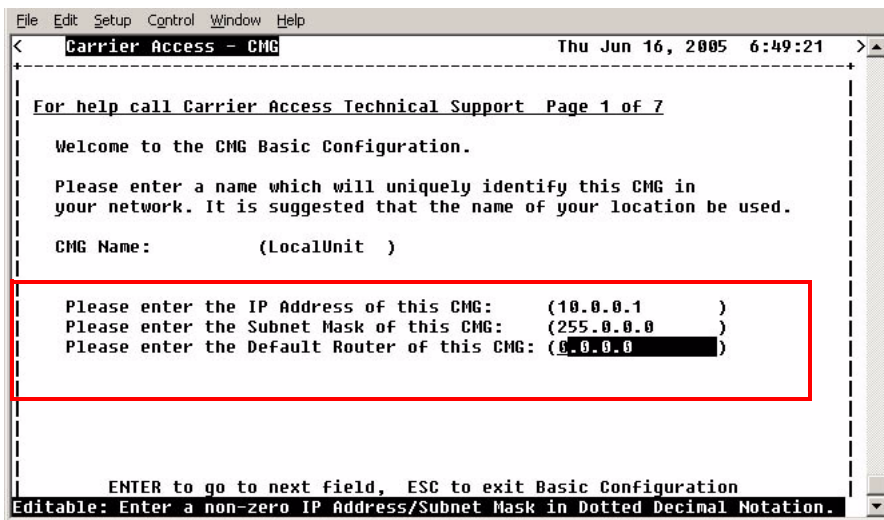 File Edit Setup Control Window Help
< Carrier Access - CMG Thu Jun 16, 2005 6:49:21 >
For help call Carrier Access Technical Support Page 1 of 7
Welcome to the CMG Basic Configuration.
Please enter a name which will uniquely identify this CMG in
your network. It is suggested that the name of your location be used.
CMG Name: (LocalUnit )
Please enter the IP Address of this CMG: (10.0.0.1 )
Please enter the Subnet Mask of this CMG: (255.0.0.0 )
Please enter the Default Router of this CMG: (0.0.0.0 )
ENTER to go to next field, ESC to exit Basic Configuration
Editable: Enter a non-zero IP Address/Subnet Mask in Dotted Decimal Notation.